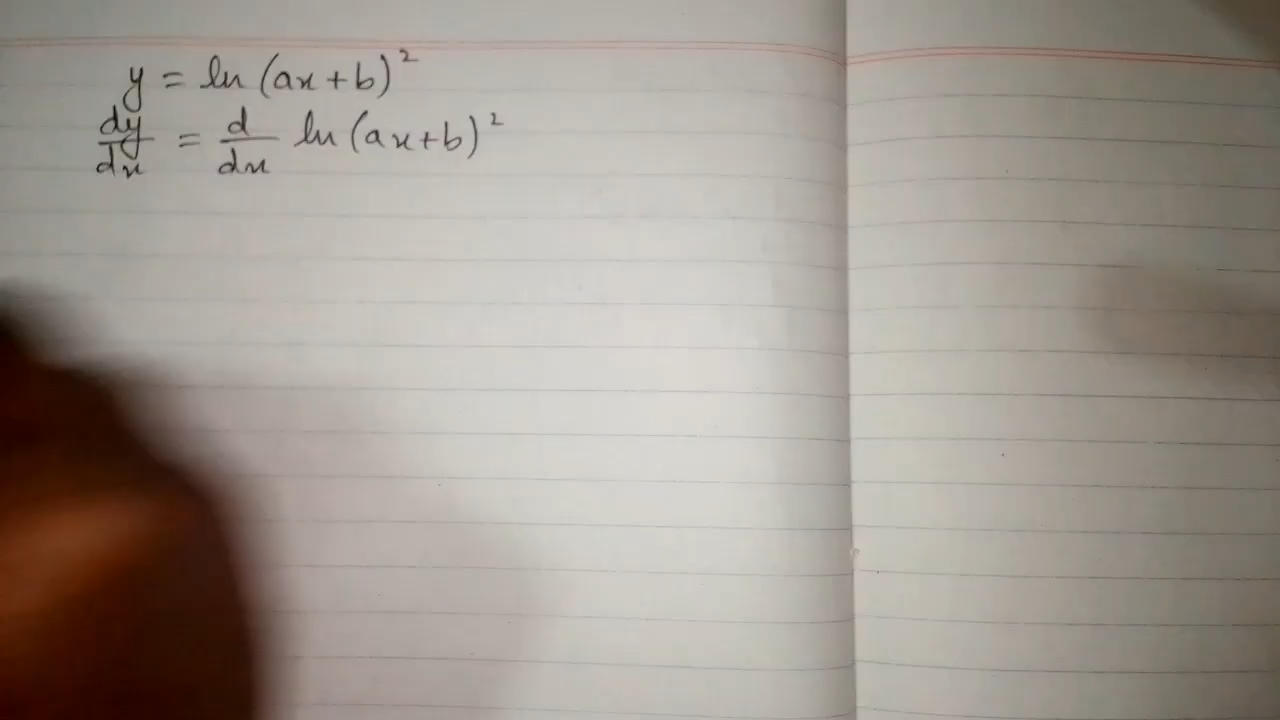 y = ln (ax+b)²
dy/dx = d/dx ln (ax+b)²